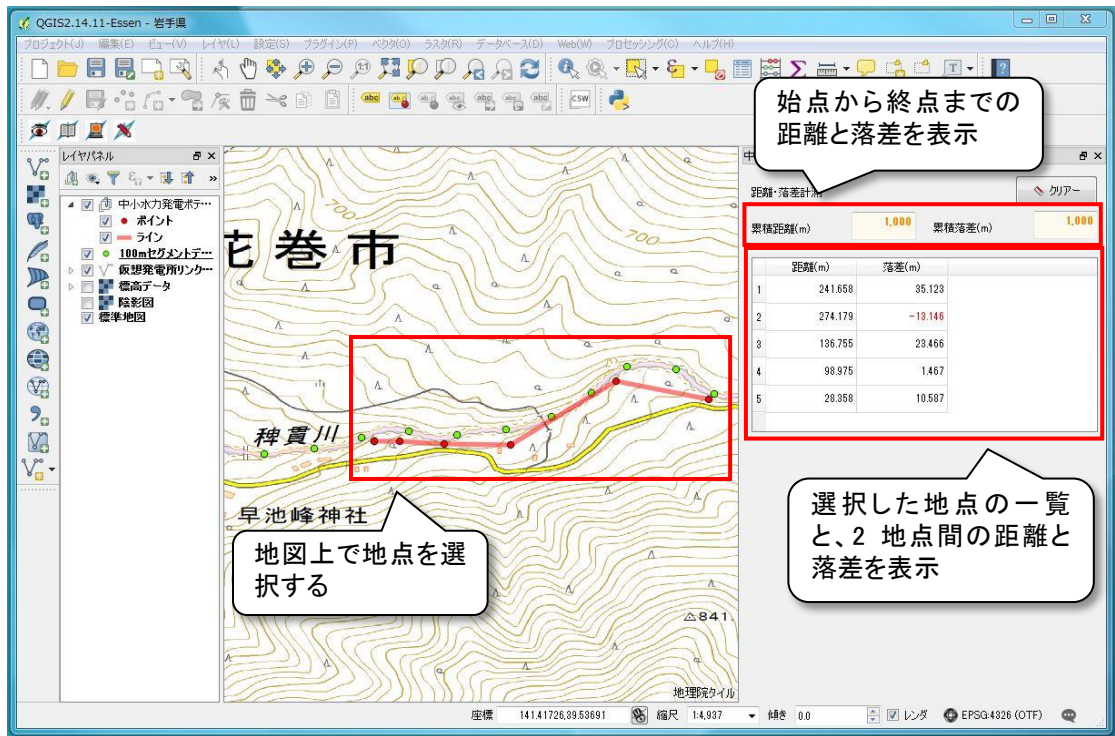 QGIS2.14.11-Essen - 岩手県
プロジェクト(J) 編集(E) ビュー(V) レイヤ(L) 設定(S) プラグイン(P) ベクタ(O) ラスタ(R) データベース(D) Web(W) プロセッシング(C) ヘルプ(H)
始点から終点までの
距離と落差を表示
レイヤパネル
中小水力発電ポテ…
ポイント
ライン
100mセグメントデー…
仮想発電所リンク…
標高データ
陰影図
標準地図
花巻市
700
700
稗貫川
早池峰神社
841
地理院タイル
地図上で地点を選
択する
距離・落差計測
クリアー
累積距離(m) 1.000 累積落差(m) 1.000
距離(m) 落差(m)
1 241.658 35.123
2 274.179 -13.146
3 136.755 23.466
4 98.975 1.467
5 28.358 10.587
選択した地点の一覧
と、2 地点間の距離と
落差を表示
座標 141.41726,39.53691 縮尺 1:4,937 傾き 0.0 レンダ EPSG:4326 (OTF)